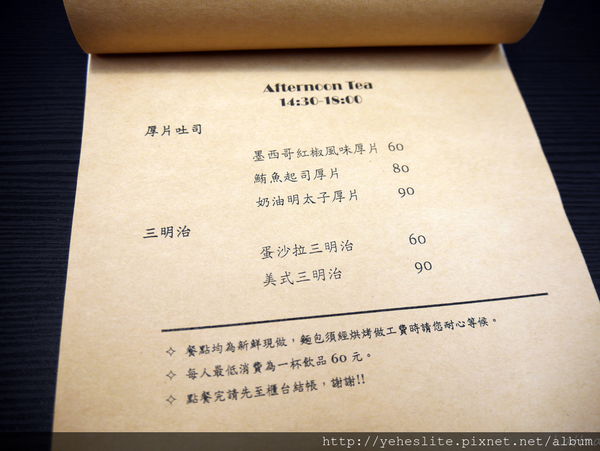 Afternoon Tea
14:30-18:00
厚片吐司
墨西哥紅椒風味厚片 60
鮪魚起司厚片 80
奶油明太子厚片 90
三明治
蛋沙拉三明治 60
美式三明治 90
✧ 餐點均為新鮮現做，麵包須經烘烤做工費時請您耐心等候。
✧ 每人最低消費為一杯飲品 60 元。
✧ 點餐完請先至櫃台結帳，謝謝!!
http://yeheslite.pixnet.net/album